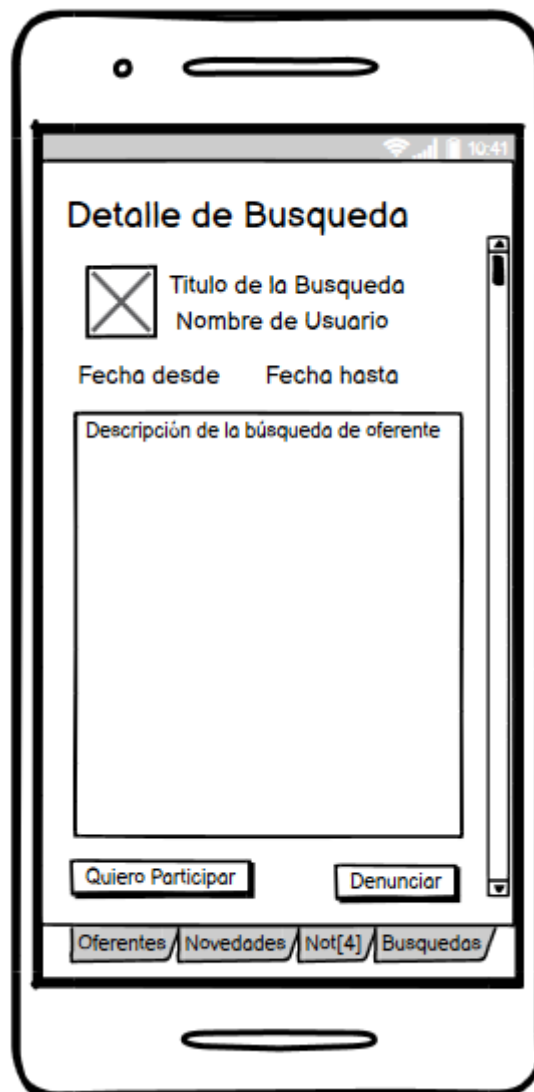 10:41
Detalle de Busqueda
Titulo de la Busqueda
Nombre de Usuario
Fecha desde Fecha hasta
Descripción de la búsqueda de oferente
Quiero Participar Denunciar
Oferentes Novedades Not[4] Busquedas